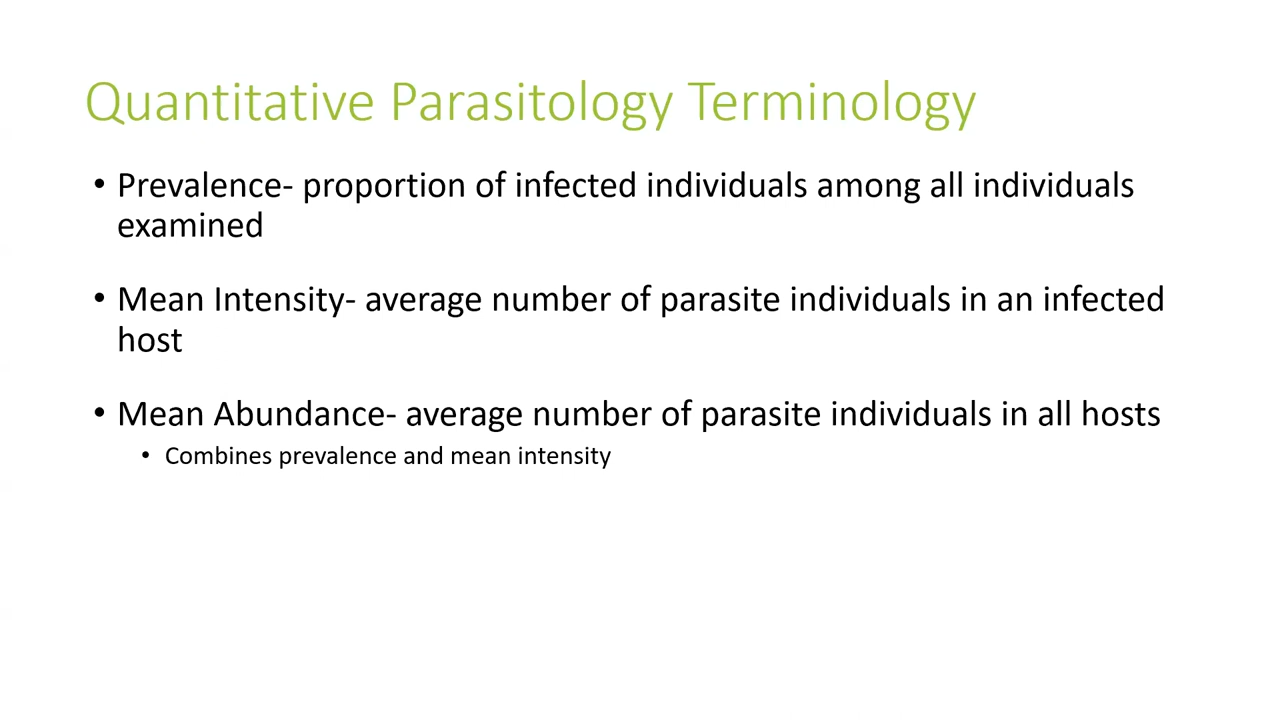 Quantitative Parasitology Terminology
• Prevalence- proportion of infected individuals among all individuals
examined
• Mean Intensity- average number of parasite individuals in an infected
host
• Mean Abundance- average number of parasite individuals in all hosts
• Combines prevalence and mean intensity